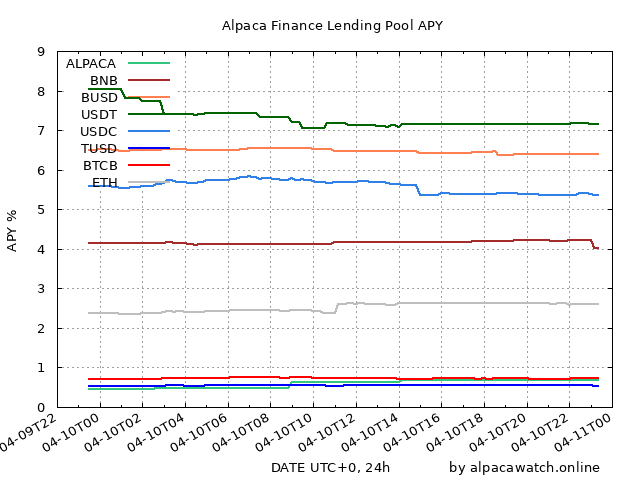 Alpaca Finance Lending Pool APY
9
8
7
6
5
4
3
2
1
0
APY %
ALPACA
BNB
BUSD
USDT
USDC
TUSD
BTCB
ETH
04-09T22
04-10T00
04-10T02
04-10T04
04-10T06
04-10T08
04-10T10
04-10T12
04-10T14
04-10T16
04-10T18
04-10T20
04-10T22
04-11T00
DATE UTC+0, 24h
by alpacawatch.online